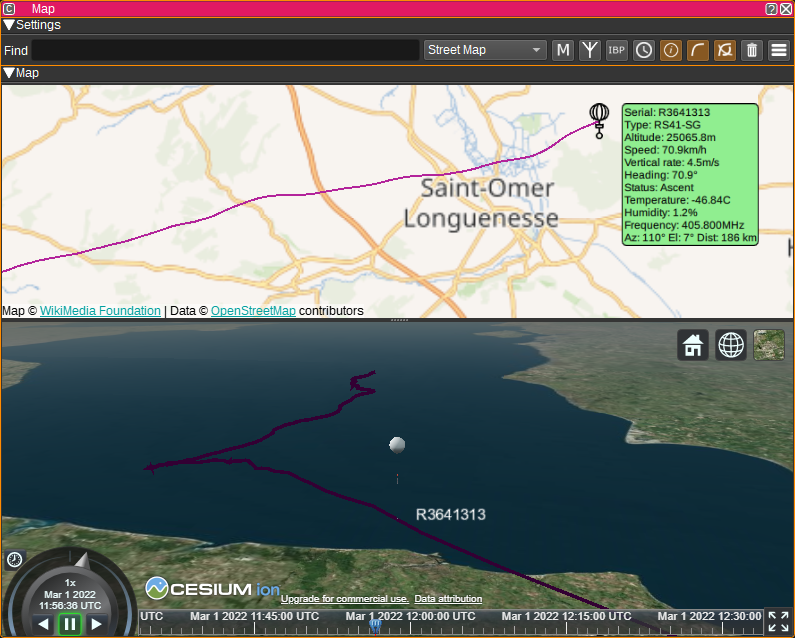 C Map ?
Settings
Find Street Map M IBP
Map
Serial: R3641313
Type: RS41-SG
Altitude: 25065.8m
Speed: 70.9km/h
Vertical rate: 4.5m/s
Heading: 70.9°
Status: Ascent
Temperature: -46.84C
Humidity: 1.2%
Frequency: 405.800MHz
Az: 110° El: 7° Dist: 186 km
Saint-Omer
Longuenesse
Map © WikiMedia Foundation | Data © OpenStreetMap contributors
R3641313
CESIUM ion Upgrade for commercial use. Data attribution
1x
Mar 1 2022
11:56:36 UTC
UTC Mar 1 2022 11:45:00 UTC Mar 1 2022 12:00:00 UTC Mar 1 2022 12:15:00 UTC Mar 1 2022 12:30:00